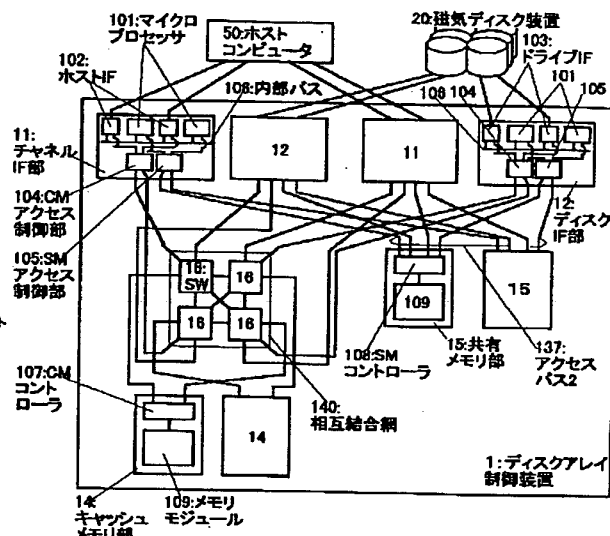 101:マイクロ
プロセッサ
50:ホスト
コンピュータ
20:磁気ディスク装置
103:
ドライブIF
102:
ホストIF
106:内部バス
106
104
101
105
11:
チャネル
IF部
12
11
12:
ディスク
IF部
104:CM
アクセス
制御部
105:SM
アクセス
制御部
16:
SW
16
16
16
109
15
108:SM
コントローラ
15:共有
メモリ部
137:
アクセス
パス2
107:CM
コント
ローラ
140:
相互結合網
14
14:
キャッシュ
メモリ部
109:メモリ
モジュール
1:ディスクアレイ
制御装置